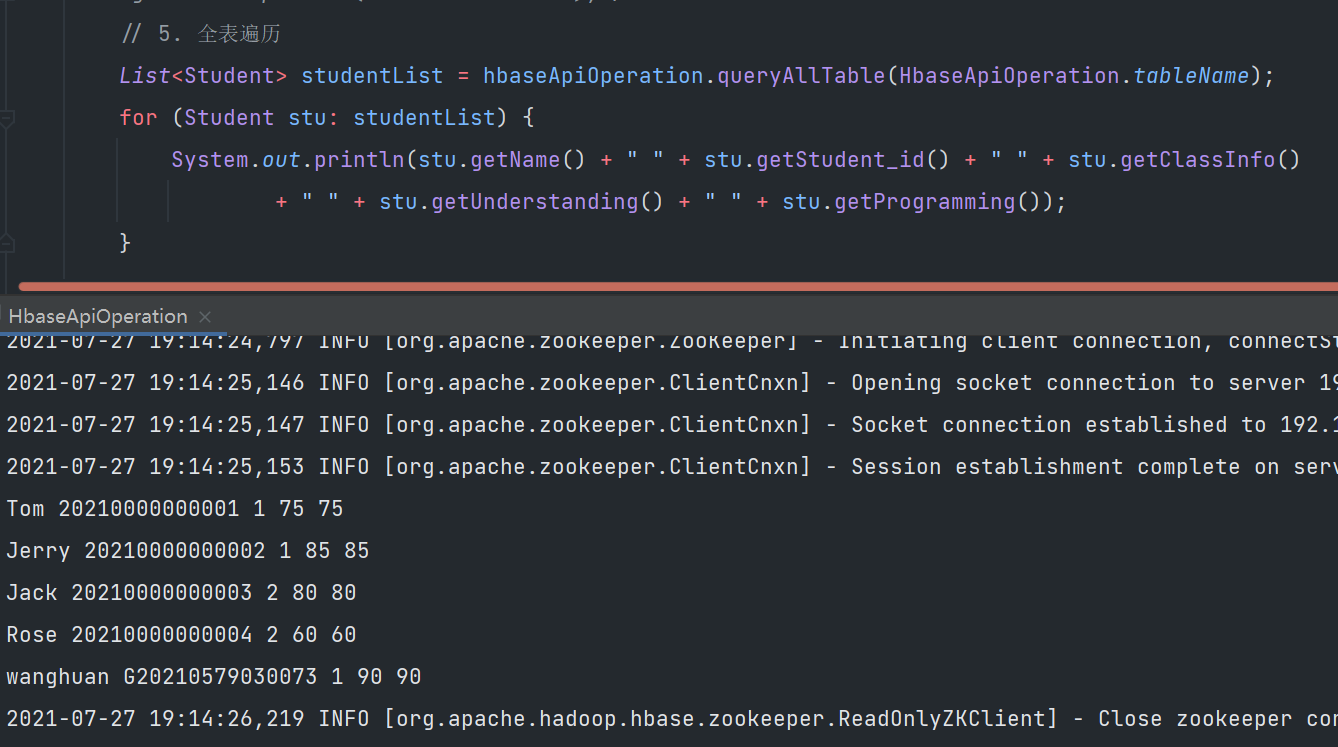 // 5. 全表遍历
List<Student> studentList = hbaseApiOperation.queryAllTable(HbaseApiOperation.tableName);
for (Student stu: studentList) {
System.out.println(stu.getName() + " " + stu.getStudent_id() + " " + stu.getClassInfo()
+ " " + stu.getUnderstanding() + " " + stu.getProgramming());
}
HbaseApiOperation
2021-07-27 19:14:24,797 INFO [org.apache.zookeeper.ZooKeeper] - Initiating client connection, connectSt
2021-07-27 19:14:25,146 INFO [org.apache.zookeeper.ClientCnxn] - Opening socket connection to server 19
2021-07-27 19:14:25,147 INFO [org.apache.zookeeper.ClientCnxn] - Socket connection established to 192.1
2021-07-27 19:14:25,153 INFO [org.apache.zookeeper.ClientCnxn] - Session establishment complete on serv
Tom 20210000000001 1 75 75
Jerry 20210000000002 1 85 85
Jack 20210000000003 2 80 80
Rose 20210000000004 2 60 60
wanghuan G20210579030073 1 90 90
2021-07-27 19:14:26,219 INFO [org.apache.hadoop.hbase.zookeeper.ReadOnlyZKClient] - Close zookeeper con